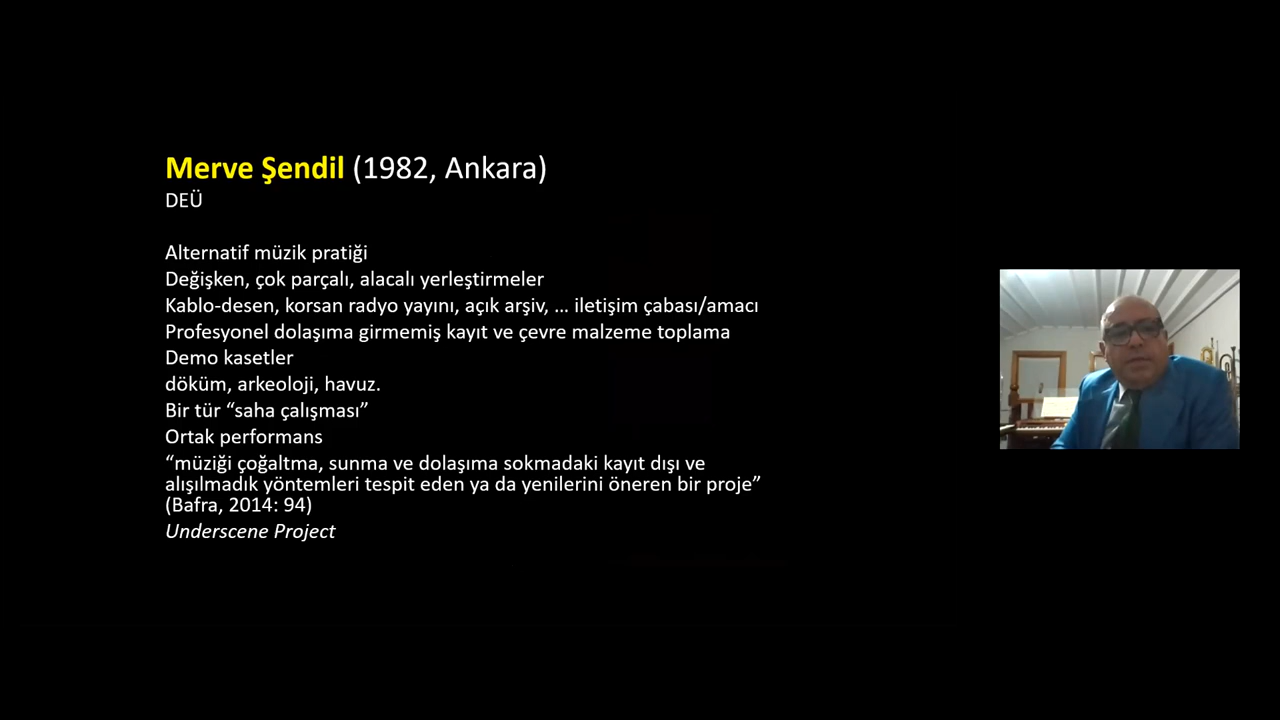 Merve Şendil (1982, Ankara)
DEÜ
Alternatif müzik pratiği
Değişken, çok parçalı, alacalı yerleştirmeler
Kablo-desen, korsan radyo yayını, açık arşiv, ... iletişim çabası/amacı
Profesyonel dolaşıma girmemiş kayıt ve çevre malzeme toplama
Demo kasetler
döküm, arkeoloji, havuz.
Bir tür “saha çalışması”
Ortak performans
“müziği çoğaltma, sunma ve dolaşıma sokmadaki kayıt dışı ve
alışılmadık yöntemleri tespit eden ya da yenilerini öneren bir proje”
(Bafra, 2014: 94)
Underscene Project